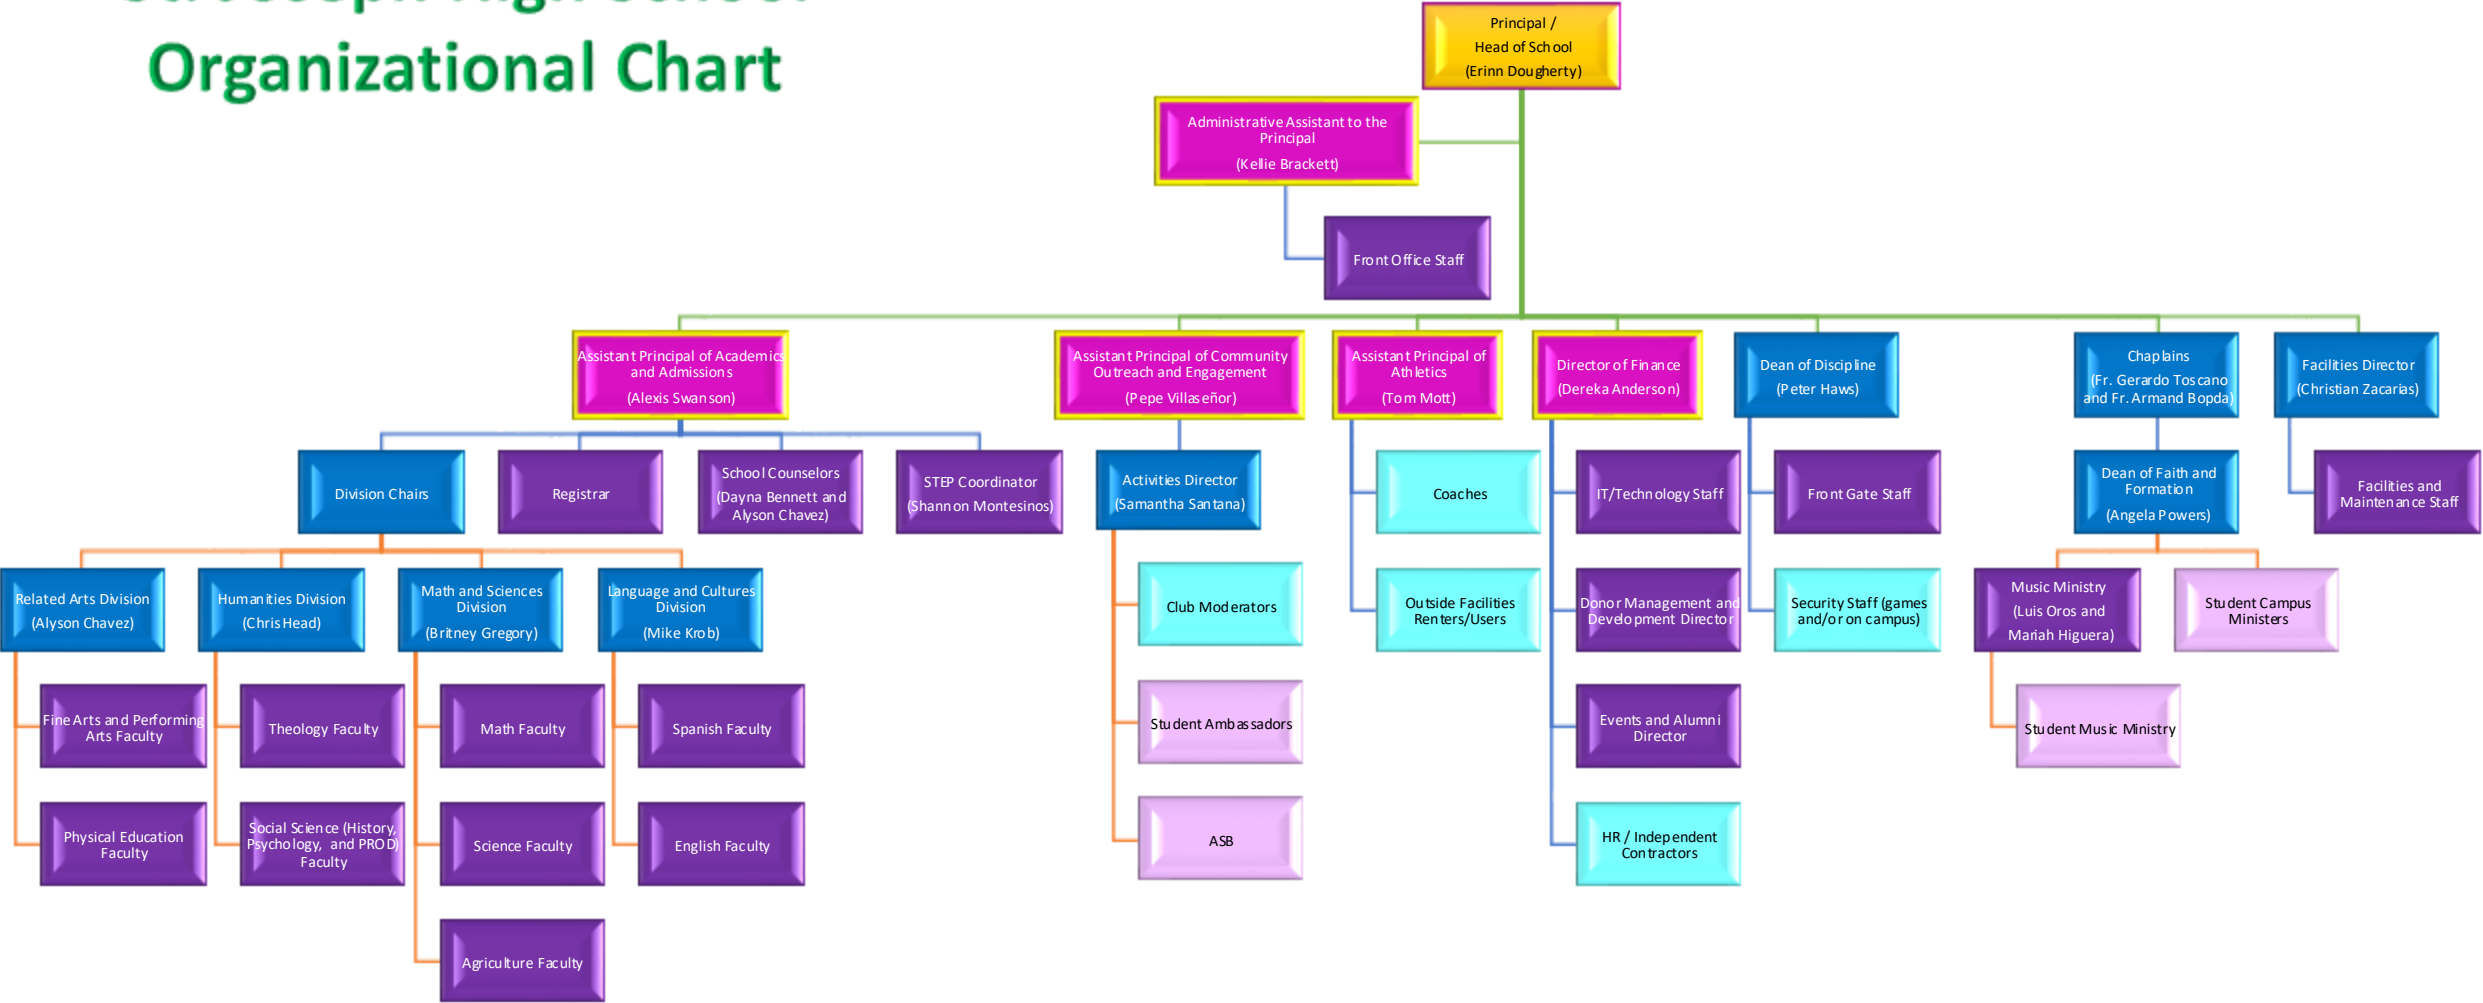 St. Joseph High School
Organizational Chart
Principal /
Head of School
(Erinn Dougherty)
Administrative Assistant to the
Principal
(Kellie Brackett)
Front Office Staff
Assistant Principal of Academics
and Admissions
(Alexis Swanson)
Assistant Principal of Community
Outreach and Engagement
(Pepe Villaseñor)
Assistant Principal of
Athletics
(Tom Mott)
Director of Finance
(Dereka Anderson)
Dean of Discipline
(Peter Haws)
Chaplains
(Fr. Gerardo Toscano
and Fr. Armand Bopda)
Facilities Director
(Christian Zacarias)
Division Chairs
Registrar
School Counselors
(Dayna Bennett and
Alyson Chavez)
STEP Coordinator
(Shannon Montesinos)
Activities Director
(Samantha Santana)
Coaches
IT/Technology Staff
Front Gate Staff
Dean of Faith and
Formation
(Angela Powers)
Facilities and
Maintenance Staff
Related Arts Division
(Alyson Chavez)
Humanities Division
(Chris Head)
Math and Sciences
Division
(Britney Gregory)
Language and Cultures
Division
(Mike Krob)
Club Moderators
Outside Facilities
Renters/Users
Donor Management and
Development Director
Security Staff (games
and/or on campus)
Music Ministry
(Luis Oros and
Mariah Higuera)
Student Campus
Ministers
Fine Arts and Performing
Arts Faculty
Theology Faculty
Math Faculty
Spanish Faculty
Student Ambassadors
Events and Alumni
Director
Student Music Ministry
Physical Education
Faculty
Social Science (History,
Psychology, and PROD)
Faculty
Science Faculty
English Faculty
ASB
HR / Independent
Contractors
Agriculture Faculty